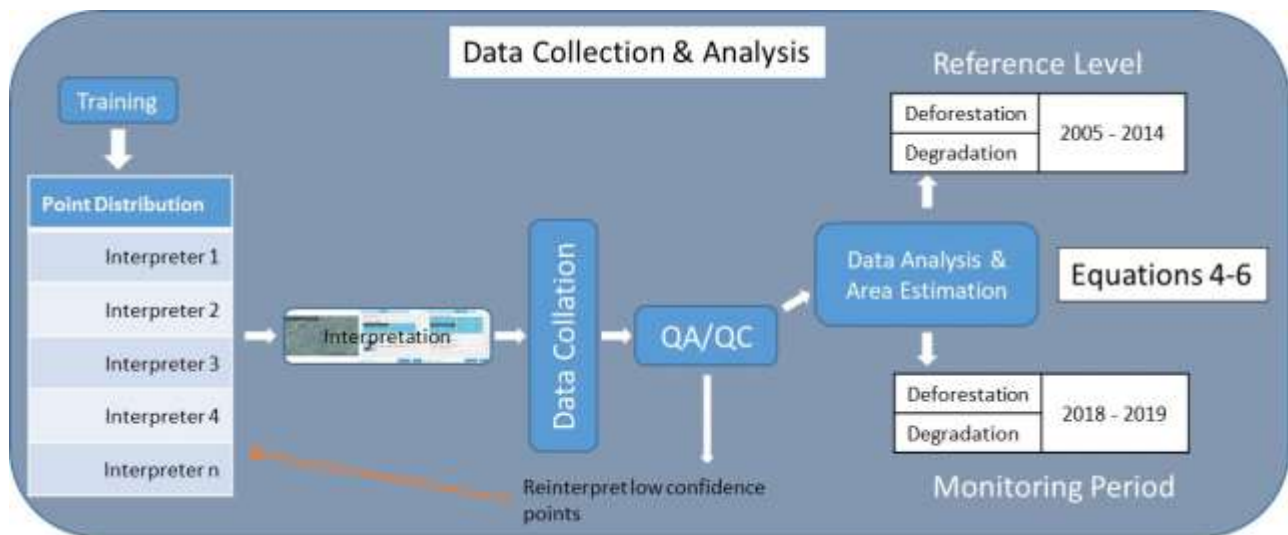 Data Collection & Analysis
Training
Point Distribution
Interpreter 1
Interpreter 2
Interpreter 3
Interpreter 4
Interpreter n
Interpretation
Data Collation
QA/QC
Reinterpret low confidence
points
Data Analysis &
Area Estimation
Equations 4-6
Reference Level
Deforestation
Degradation
2005 - 2014
Deforestation
Degradation
2018 - 2019
Monitoring Period